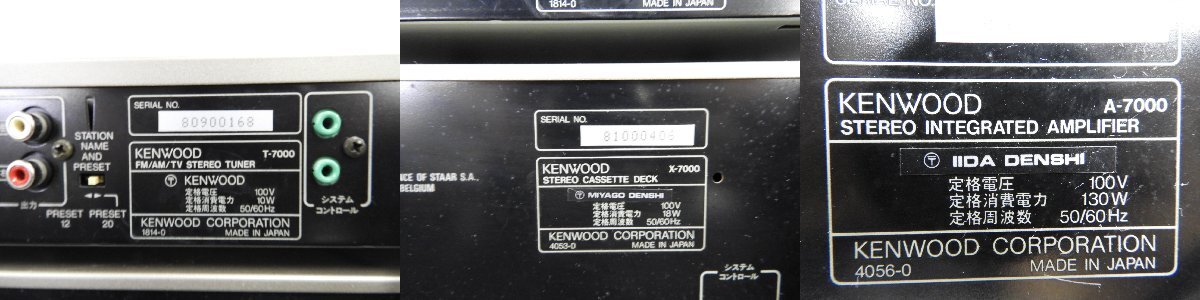 SERIAL NO.
80900168
STATION
NAME
AND
PRESET
KENWOOD T-7000
FM/AM/TV STEREO TUNER
〒 KENWOOD
定格電圧 100V
定格消費電力 10W
定格周波数 50/60Hz
KENWOOD CORPORATION
1814-0 MADE IN JAPAN
出力
PRESET PRESET
12 20
システム
コントロール
1814-0 MADE IN JAPAN
SERIAL NO.
NCE OF STAAR S.A.,
BELGIUM
KENWOOD X-7000
STEREO CASSETTE DECK
〒 MIYAGO DENSHI
定格電圧 100V
定格消費電力 18W
定格周波数 50/60Hz
KENWOOD CORPORATION
4053-0 MADE IN JAPAN
システム
コントロール
SERIAL NO.
KENWOOD A-7000
STEREO INTEGRATED AMPLIFIER
〒 IIDA DENSHI
定格電圧 100V
定格消費電力 130W
定格周波数 50/60Hz
KENWOOD CORPORATION
4056-0 MADE IN JAPAN